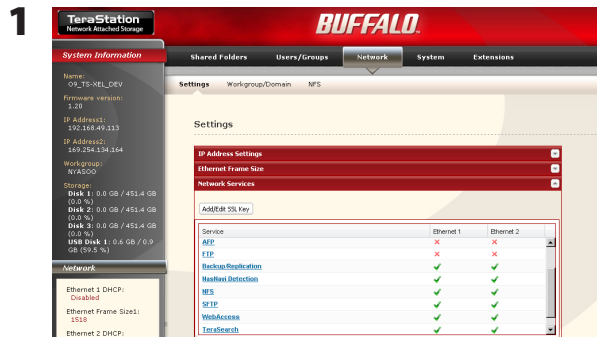 1
TeraStation
Network Attached Storage
BUFFALO
System Information
Shared Folders Users/Groups Network System Extensions
Settings Workgroup/Domain NFS
Name:
O9_TS-XEL_DEV
Firmware version:
1.20
IP Address1:
192.168.49.113
IP Address2:
169.254.134.164
Workgroup:
NYASOO
Storage:
Disk 1: 0.0 GB / 451.4 GB
(0.0 %)
Disk 2: 0.0 GB / 451.4 GB
(0.0 %)
Disk 3: 0.0 GB / 451.4 GB
(0.0 %)
USB Disk 1: 0.6 GB / 0.9
GB (59.5 %)
Network
Ethernet 1 DHCP:
Disabled
Ethernet Frame Size1:
1518
Ethernet 2 DHCP:
Settings
IP Address Settings
Ethernet Frame Size
Network Services
Add/Edit SSL Key
Service Ethernet 1 Ethernet 2
AFP
FTP
Backup/Replication
NasNavi Detection
NFS
SFTP
WebAccess
TeraSearch